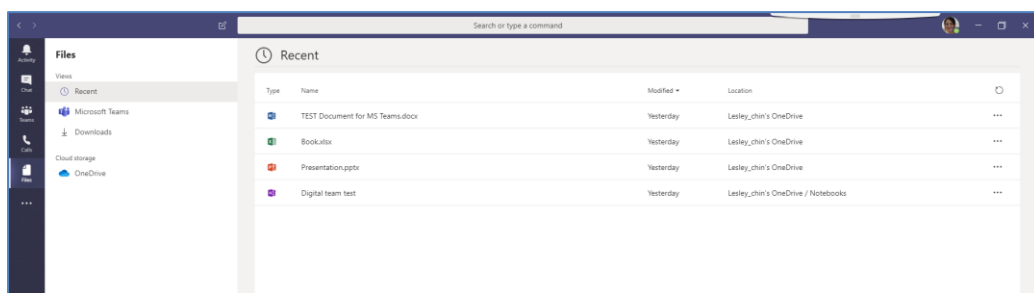 Search or type a command
Activity
Chat
Teams
Calls
Files
Files
Views
Recent
Microsoft Teams
Downloads
Cloud storage
OneDrive
Recent
Type Name Modified Location
TEST Document for MS Teams.docx Yesterday Lesley_chin's OneDrive
Book.xlsx Yesterday Lesley_chin's OneDrive
Presentation.pptx Yesterday Lesley_chin's OneDrive
Digital team test Yesterday Lesley_chin's OneDrive / Notebooks